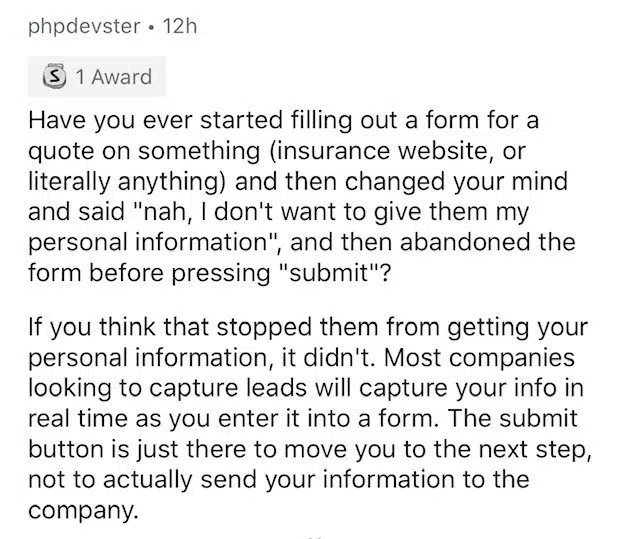 phpdevster • 12h
S 1 Award
Have you ever started filling out a form for a
quote on something (insurance website, or
literally anything) and then changed your mind
and said "nah, I don't want to give them my
personal information", and then abandoned the
form before pressing "submit"?
If you think that stopped them from getting your
personal information, it didn't. Most companies
looking to capture leads will capture your info in
real time as you enter it into a form. The submit
button is just there to move you to the next step,
not to actually send your information to the
company.